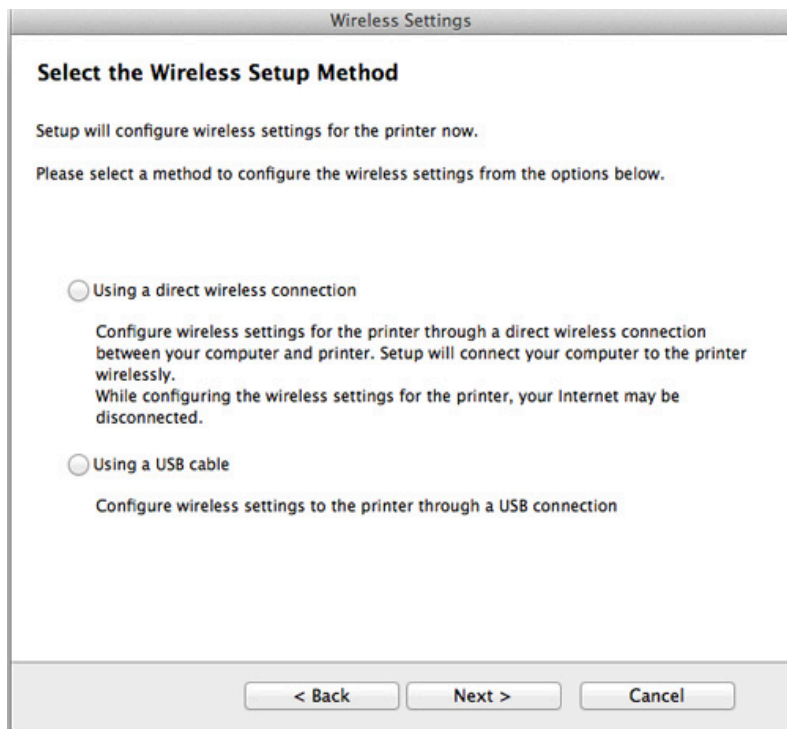 Wireless Settings
Select the Wireless Setup Method
Setup will configure wireless settings for the printer now.
Please select a method to configure the wireless settings from the options below.
Using a direct wireless connection
Configure wireless settings for the printer through a direct wireless connection
between your computer and printer. Setup will connect your computer to the printer
wirelessly.
While configuring the wireless settings for the printer, your Internet may be
disconnected.
Using a USB cable
Configure wireless settings to the printer through a USB connection
< Back Next > Cancel